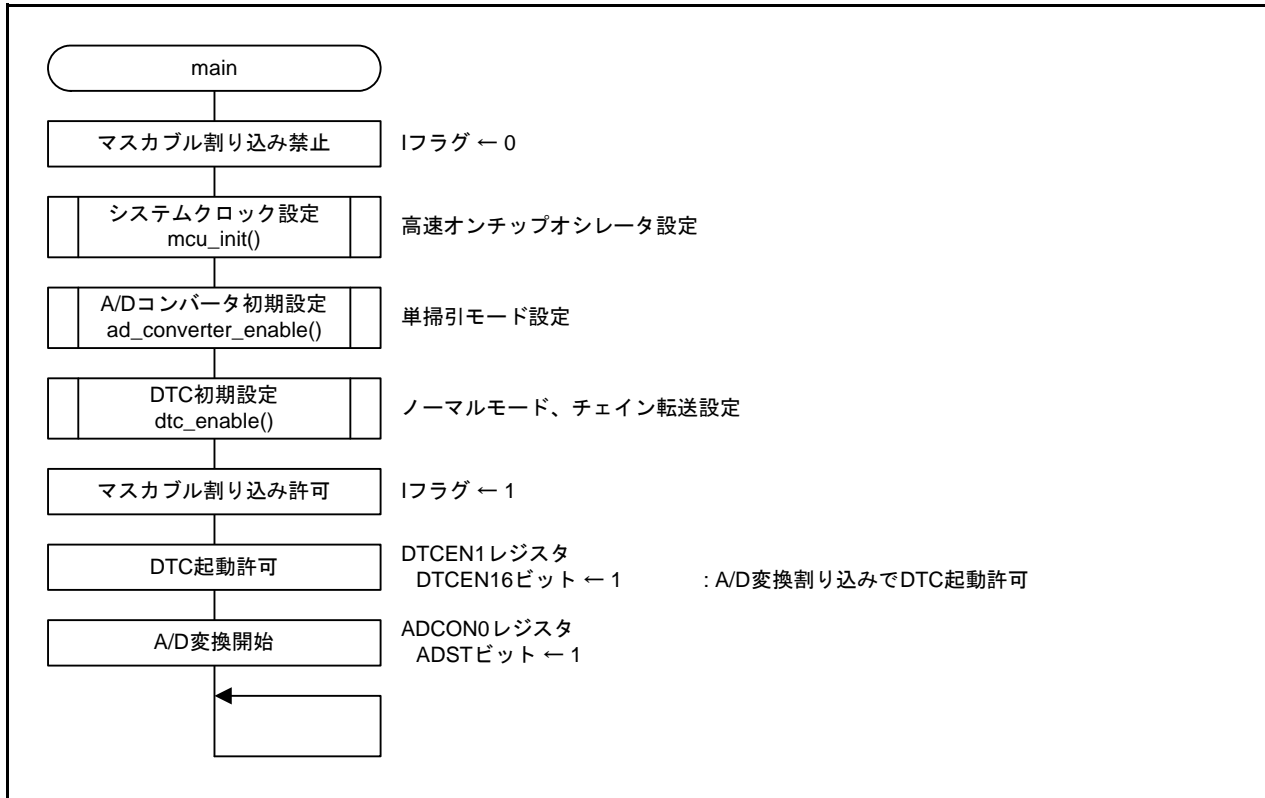 main
マスカブル割り込み禁止
Iフラグ ← 0
システムクロック設定
mcu_init()
高速オンチップオシレータ設定
A/Dコンバータ初期設定
ad_converter_enable()
単掃引モード設定
DTC初期設定
dtc_enable()
ノーマルモード、チェイン転送設定
マスカブル割り込み許可
Iフラグ ← 1
DTC起動許可
DTCEN1レジスタ
DTCEN16ビット ← 1 : A/D変換割り込みでDTC起動許可
A/D変換開始
ADCON0レジスタ
ADSTビット ← 1